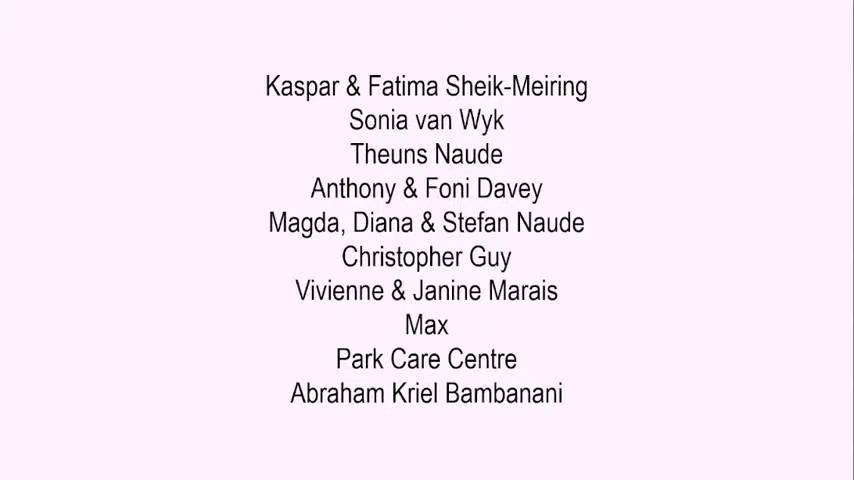 Kaspar & Fatima Sheik-Meiring
Sonia van Wyk
Theuns Naude
Anthony & Foni Davey
Magda, Diana & Stefan Naude
Christopher Guy
Vivienne & Janine Marais
Max
Park Care Centre
Abraham Kriel Bambanani